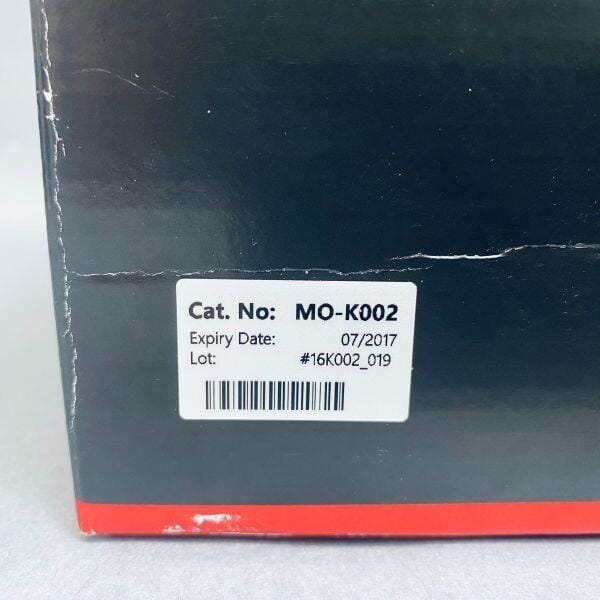 Cat. No: MO-K002
Expiry Date: 07/2017
Lot: #16K002_019